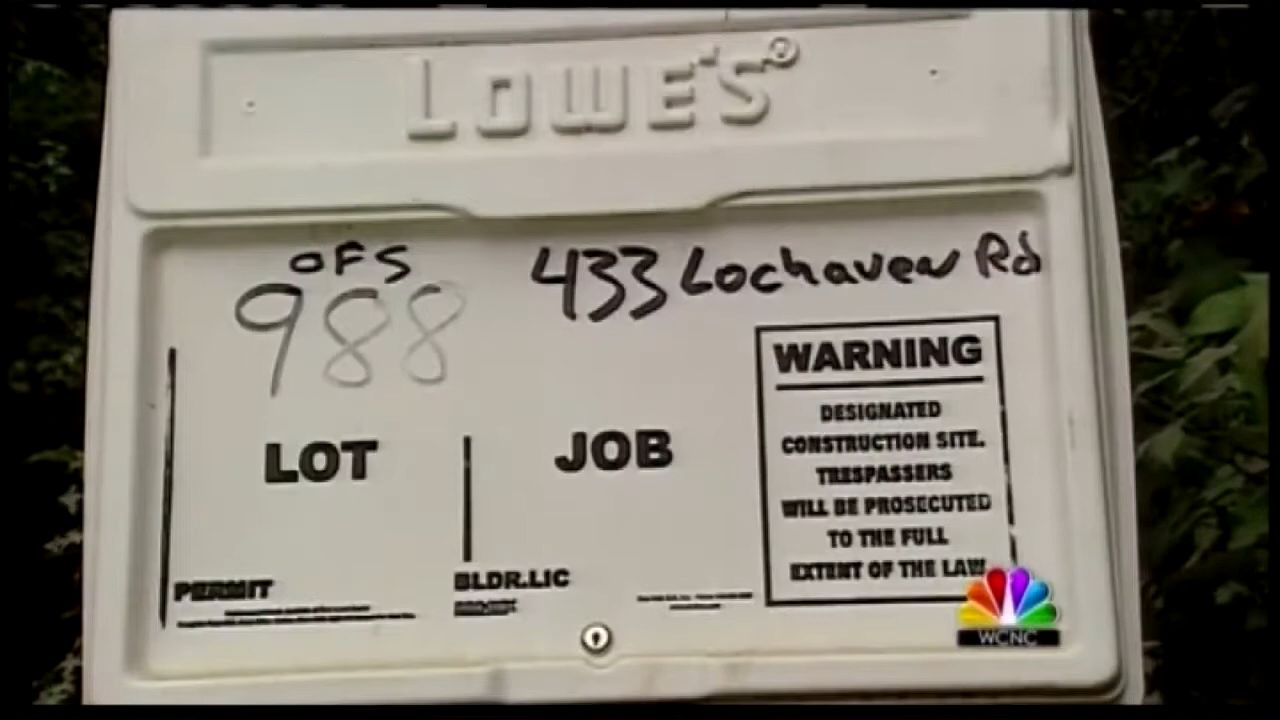 LOWE'S®
OFS
988
433 Lochaven Rd
LOT
JOB
WARNING
DESIGNATED
CONSTRUCTION SITE.
TRESPASSERS
WILL BE PROSECUTED
TO THE FULL
EXTENT OF THE LAW
PERMIT
BLDR.LIC
WCNC